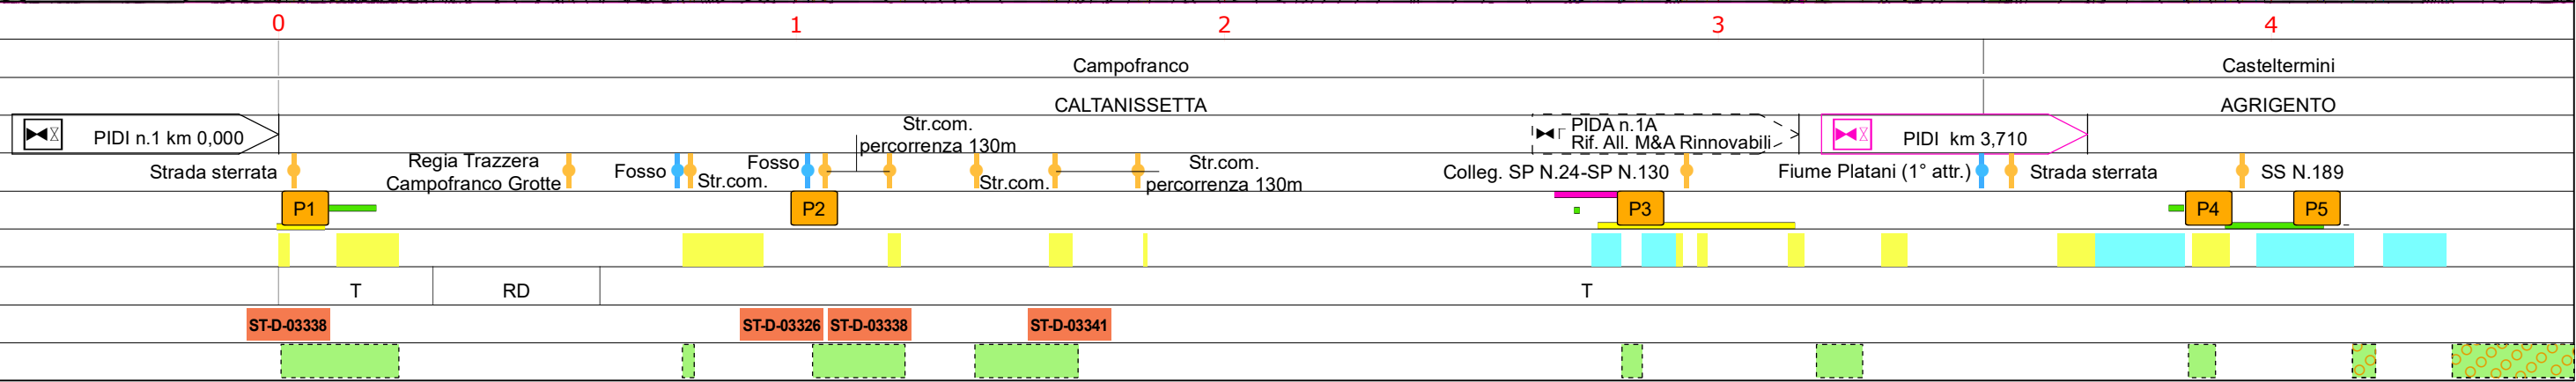 0 1 2 3 4
Campofranco Casteltermini
CALTANISSETTA AGRIGENTO
PIDI n.1 km 0,000
PIDA n.1A
Rif. All. M&A Rinnovabili
PIDI km 3,710
Strada sterrata
Regia Trazzera
Campofranco Grotte
Fosso
Str.com.
Fosso
Str.com.
percorrenza 130m
Str.com.
Str.com.
percorrenza 130m
Colleg. SP N.24-SP N.130
Fiume Platani (1° attr.)
Strada sterrata
SS N.189
P1 P2 P3 P4 P5
T RD T
ST-D-03338 ST-D-03326 ST-D-03338 ST-D-03341